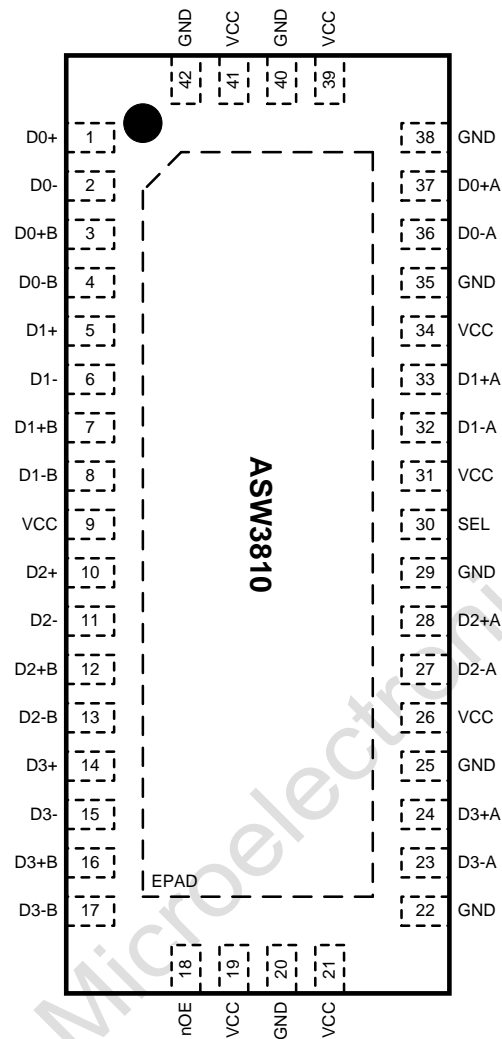 GND VCC GND VCC
42 41 40 39
D0+ 1 38 GND
D0- 2 37 D0+A
D0+B 3 36 D0-A
D0-B 4 35 GND
D1+ 5 34 VCC
D1- 6 33 D1+A
D1+B 7 32 D1-A
D1-B 8 31 VCC
VCC 9 30 SEL
D2+ 10 29 GND
D2- 11 28 D2+A
D2+B 12 27 D2-A
D2-B 13 26 VCC
D3+ 14 25 GND
D3- 15 24 D3+A
D3+B 16 23 D3-A
D3-B 17 22 GND
ASW3810
EPAD
18 19 20 21
nOE VCC GND VCC
Microelectroni